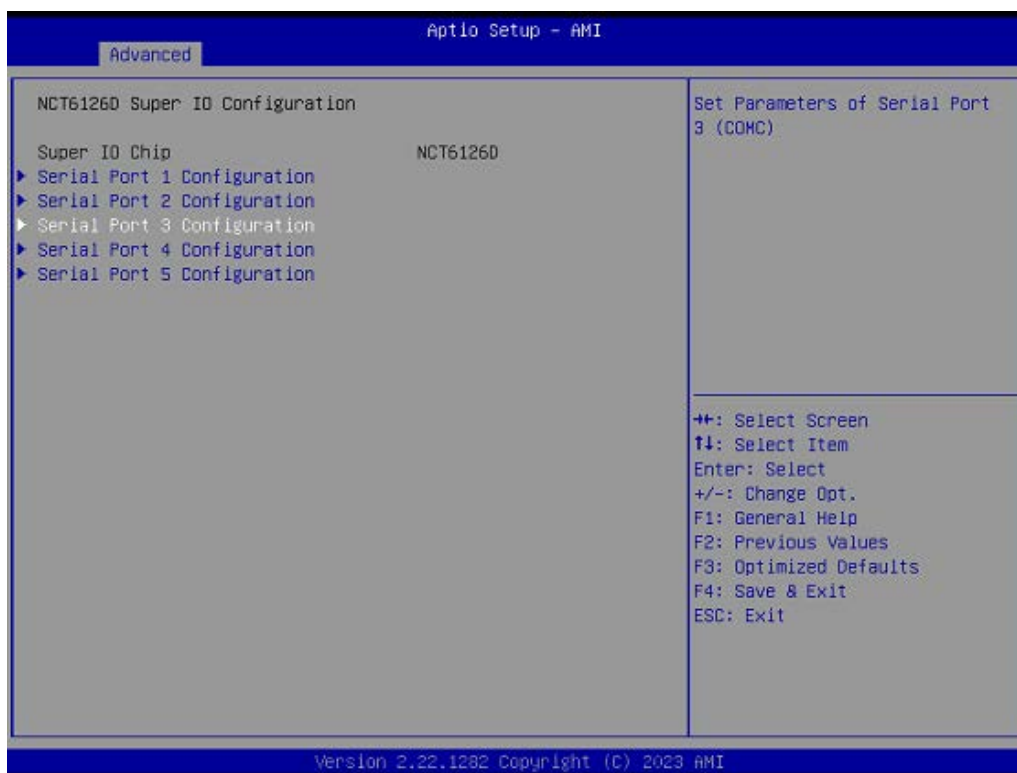 Aptio Setup - AMI
Advanced
NCT6126D Super IO Configuration
Super IO Chip NCT6126D
Serial Port 1 Configuration
Serial Port 2 Configuration
Serial Port 3 Configuration
Serial Port 4 Configuration
Serial Port 5 Configuration
Set Parameters of Serial Port
3 (COMC)
→←: Select Screen
↑↓: Select Item
Enter: Select
+/-: Change Opt.
F1: General Help
F2: Previous Values
F3: Optimized Defaults
F4: Save & Exit
ESC: Exit
Version 2.22.1282 Copyright (C) 2023 AMI